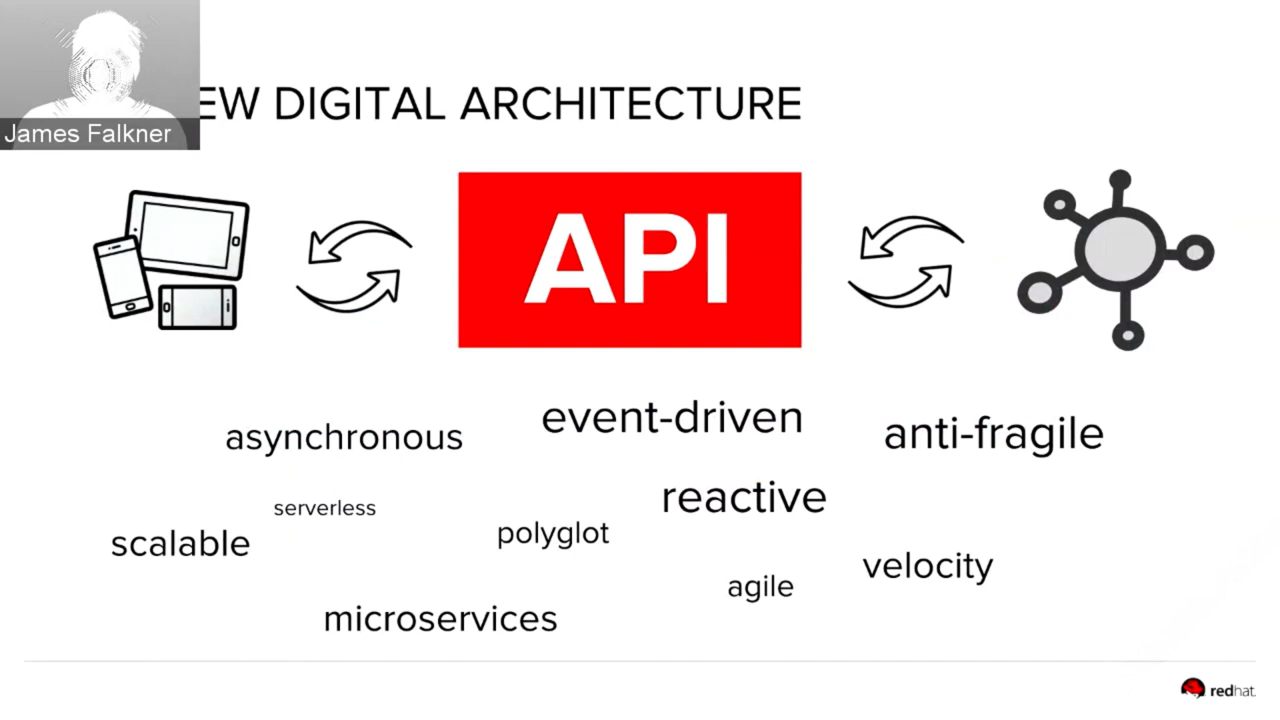 James Falkner
EW DIGITAL ARCHITECTURE
API
asynchronous
event-driven
anti-fragile
serverless
reactive
scalable
polyglot
velocity
agile
microservices
redhat.